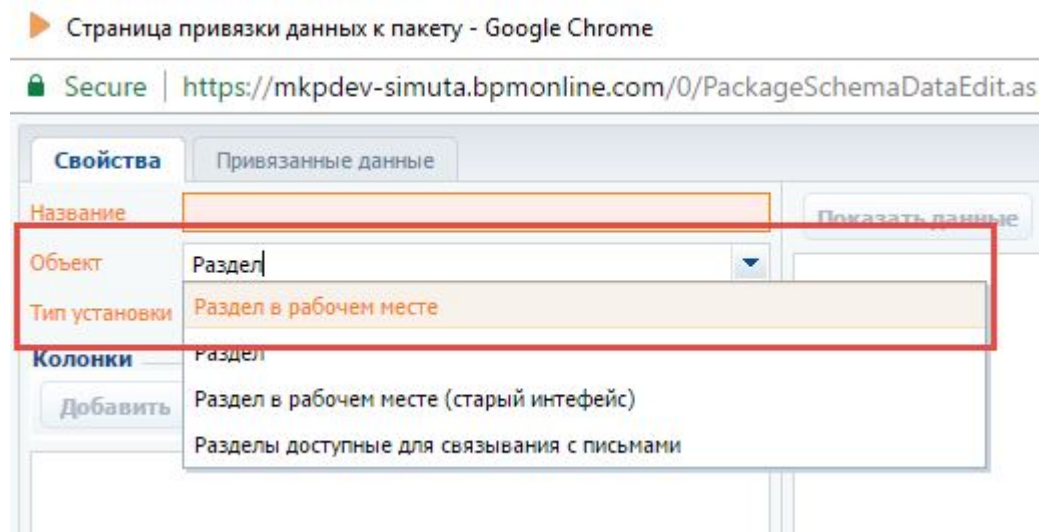 Страница привязки данных к пакету - Google Chrome
Secure | https://mkpdev-simuta.bpmonline.com/0/PackageSchemaDataEdit.as
Свойства Привязанные данные
Название Показать данные
Объект Раздел
Тип установки Раздел в рабочем месте
Колонки Раздел
Добавить Раздел в рабочем месте (старый интефейс)
Разделы доступные для связывания с письмами